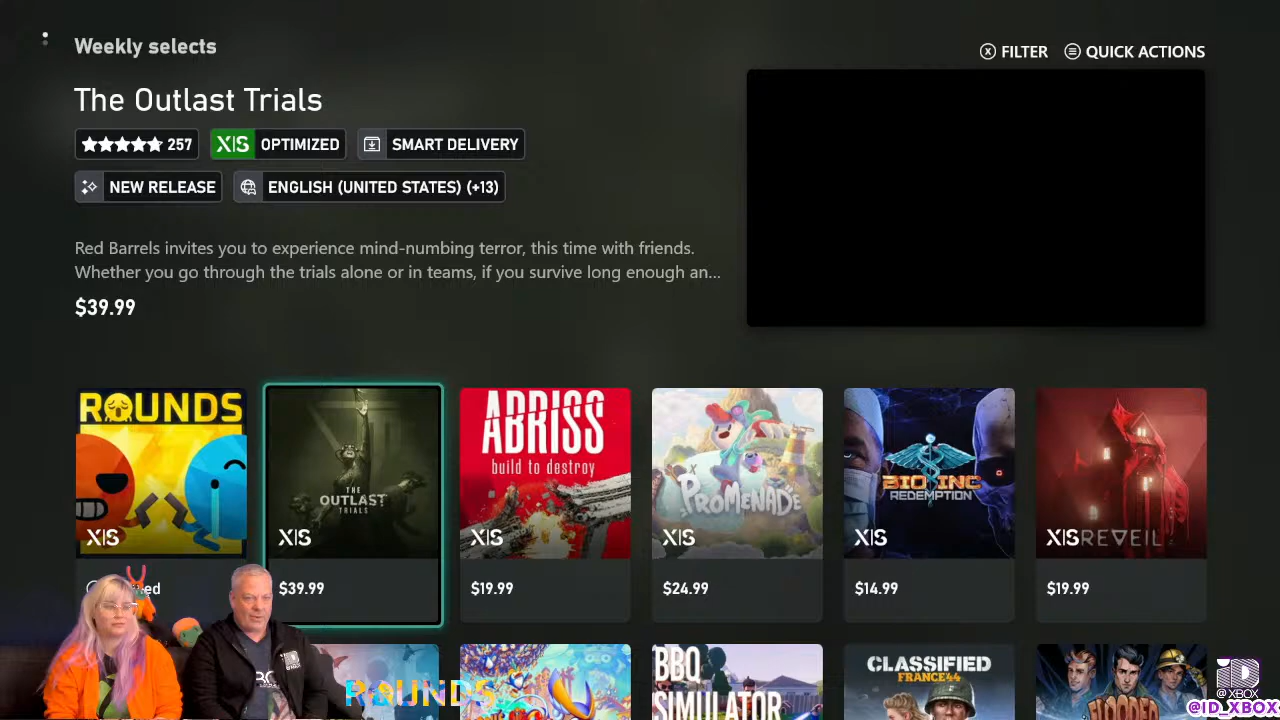 Weekly selects
FILTER
QUICK ACTIONS
The Outlast Trials
257
X|S OPTIMIZED
SMART DELIVERY
NEW RELEASE
ENGLISH (UNITED STATES) (+13)
Red Barrels invites you to experience mind-numbing terror, this time with friends.
Whether you go through the trials alone or in teams, if you survive long enough an...
$39.99
ROUNDS
X|S
THE
OUTLAST
TRIALS
X|S
$39.99
ABRISS
build to destroy
X|S
$19.99
PROMENADE
X|S
$24.99
BIO INC
REDEMPTION
X|S
$14.99
X|S
REVEIL
$19.99
ROUNDS
BBQ
SIMULATOR
CLASSIFIED
FRANCE 44
FLOODED
iD
@XBOX
@ID_XBOX